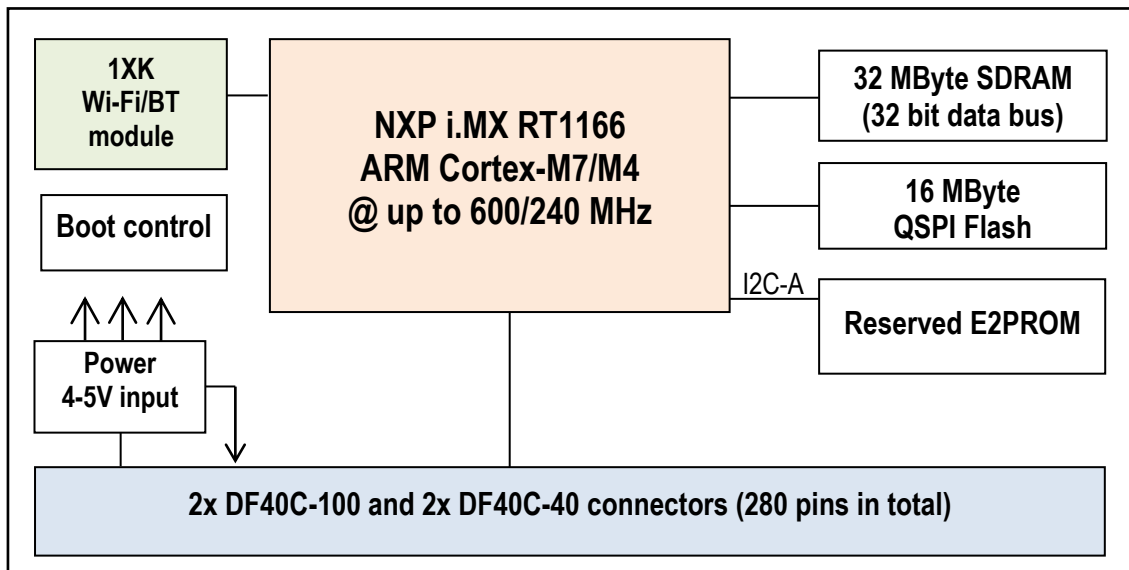 1XK
Wi-Fi/BT
module
NXP i.MX RT1166
ARM Cortex-M7/M4
@ up to 600/240 MHz
32 MByte SDRAM
(32 bit data bus)
Boot control
16 MByte
QSPI Flash
I2C-A
Reserved E2PROM
Power
4-5V input
2x DF40C-100 and 2x DF40C-40 connectors (280 pins in total)